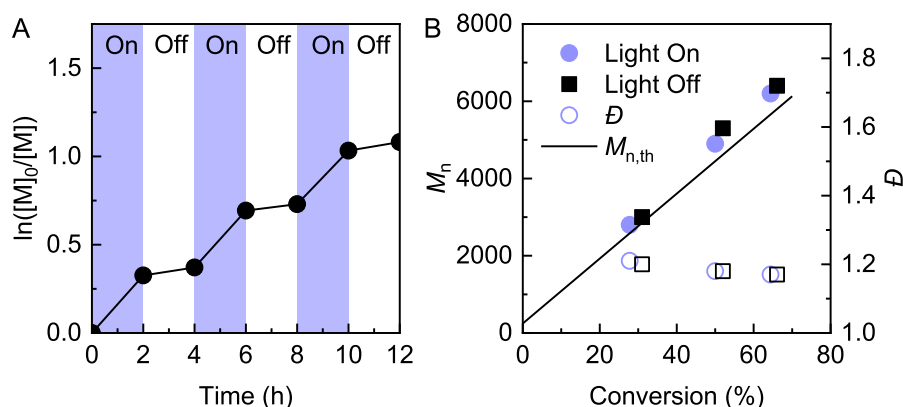 A
On Off On Off On Off
1.5
1.0
0.5
0.0
ln([M]0/[M])
0 2 4 6 8 10 12
Time (h)
B
8000
6000
4000
2000
0
Mn
Light On
Light Off
Đ
Mn,th
1.8
1.6
1.4
1.2
1.0
Đ
0 20 40 60 80
Conversion (%)